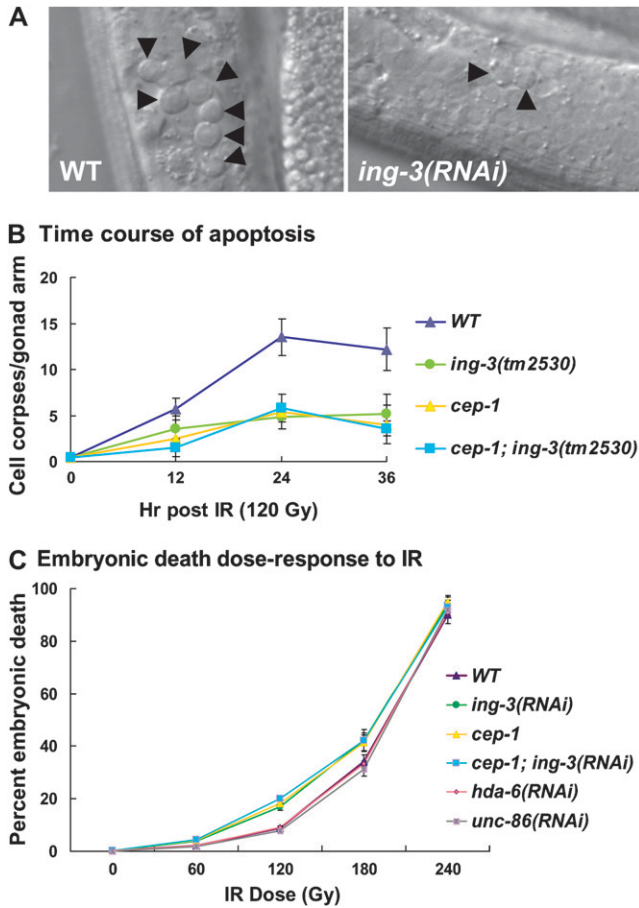 A
WT
ing-3(RNAi)
B Time course of apoptosis
Cell corpses/gonad arm
20
15
10
5
0
0 12 24 36
Hr post IR (120 Gy)
WT
ing-3(tm2530)
cep-1
cep-1; ing-3(tm2530)
C Embryonic death dose-response to IR
Percent embryonic death
100
80
60
40
20
0
0 60 120 180 240
IR Dose (Gy)
WT
ing-3(RNAi)
cep-1
cep-1; ing-3(RNAi)
hda-6(RNAi)
unc-86(RNAi)